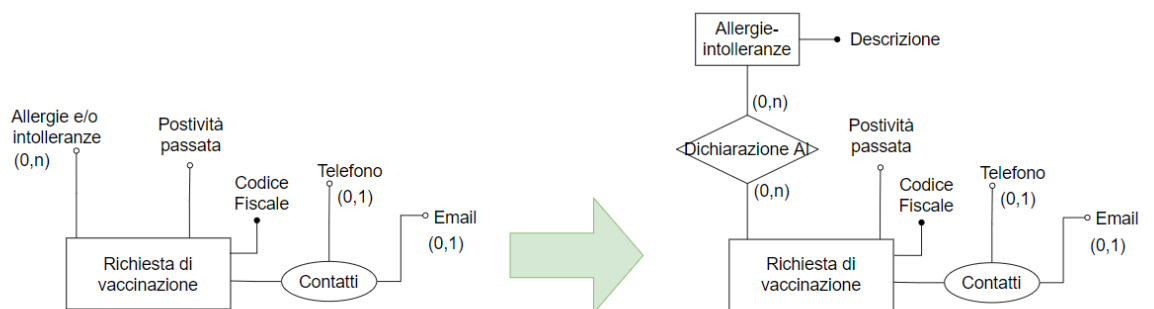 Allergie e/o
intolleranze
(0,n)
Postività
passata
Codice
Fiscale
Telefono
(0,1)
Email
(0,1)
Richiesta di
vaccinazione
Contatti
Allergie-
intolleranze
Descrizione
(0,n)
Dichiarazione AI
(0,n)
Postività
passata
Codice
Fiscale
Telefono
(0,1)
Email
(0,1)
Richiesta di
vaccinazione
Contatti